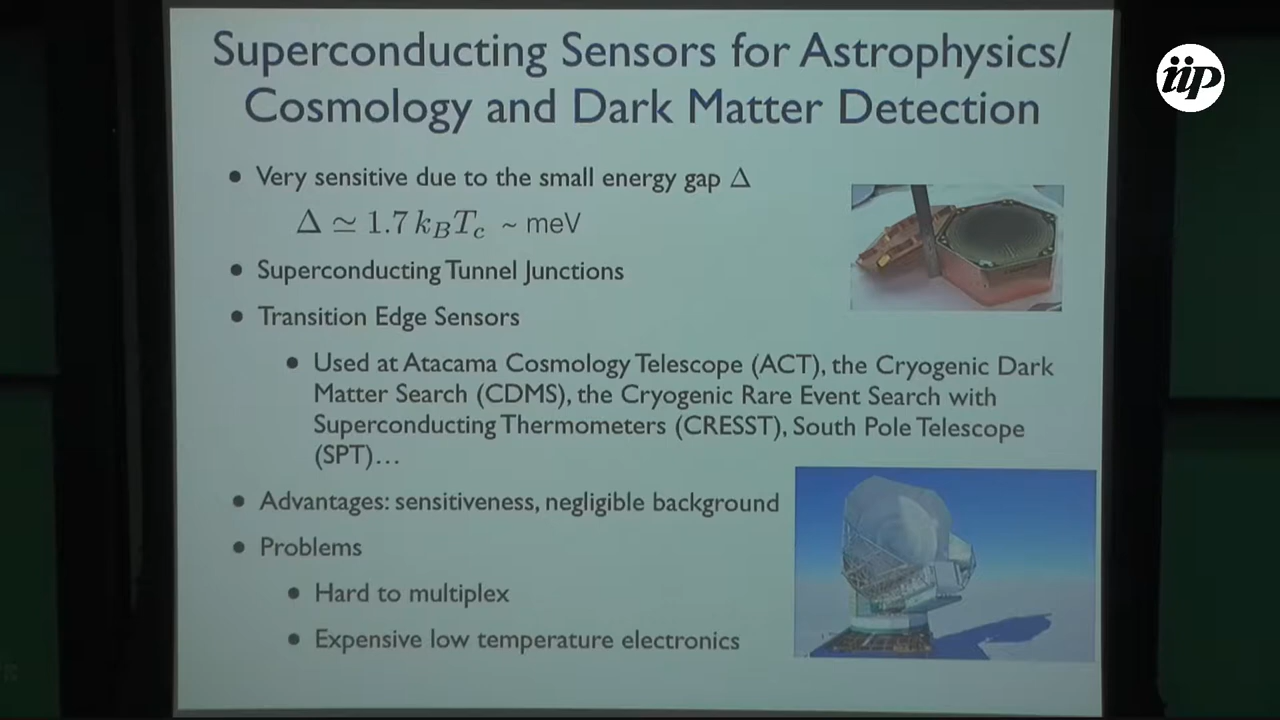 Superconducting Sensors for Astrophysics/
Cosmology and Dark Matter Detection
iip
• Very sensitive due to the small energy gap Δ
Δ ≃ 1.7 k_B T_c ~ meV
• Superconducting Tunnel Junctions
• Transition Edge Sensors
• Used at Atacama Cosmology Telescope (ACT), the Cryogenic Dark
Matter Search (CDMS), the Cryogenic Rare Event Search with
Superconducting Thermometers (CRESST), South Pole Telescope
(SPT)…
• Advantages: sensitiveness, negligible background
• Problems
• Hard to multiplex
• Expensive low temperature electronics